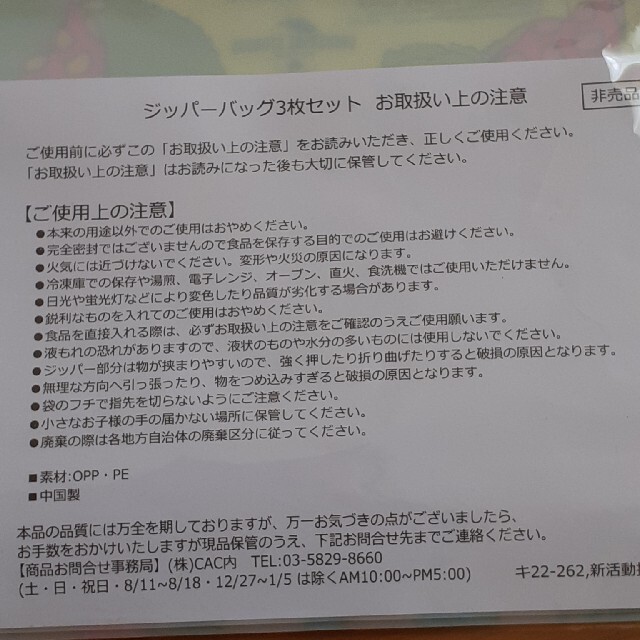 ジッパーバッグ3枚セット お取扱い上の注意
非売品
ご使用前に必ずこの「お取扱い上の注意」をお読みいただき、正しくご使用ください。
「お取扱い上の注意」はお読みになった後も大切に保管してください。
【ご使用上の注意】
●本来の用途以外でのご使用はおやめください。
●完全密封ではございませんので食品を保存する目的でのご使用はお避けください。
●火気には近づけないでください。変形や火災の原因になります。
●冷凍庫での保存や湯煎、電子レンジ、オーブン、直火、食洗機ではご使用いただけません。
●日光や蛍光灯などにより変色したり品質が劣化する場合があります。
●鋭利なものを入れてのご使用はおやめください。
●食品を直接入れる際は、必ずお取扱い上の注意をご確認のうえご使用願います。
●液もれの恐れがありますので、液状のものや水分の多いものには使用しないでください。
●ジッパー部分は物が挟まりやすいので、強く押したり折り曲げたりすると破損の原因となります。
●無理な方向へ引っ張ったり、物をつめ込みすぎると破損の原因となります。
●袋のフチで指先を切らないようにご注意ください。
●小さなお子様の手の届かない場所に保管してください。
●廃棄の際は各地方自治体の廃棄区分に従ってください。
■素材:OPP・PE
■中国製
本品の品質には万全を期しておりますが、万一お気づきの点がございましたら、
お手数をおかけいたしますが現品保管のうえ、下記お問合せ先までご連絡ください。
【商品お問合せ事務局】(株)CAC内 TEL:03-5829-8660
(土・日・祝日・8/11~8/18・12/27~1/5 は除くAM10:00~PM5:00)
キ22-262,新活動